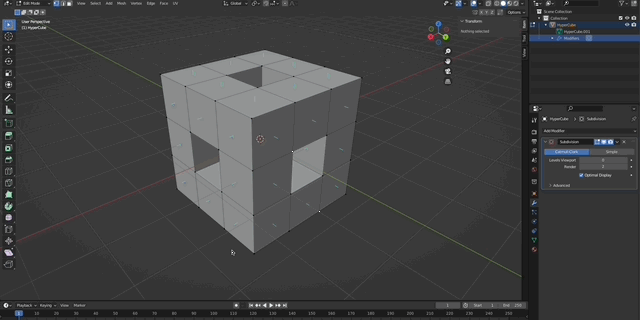 Edit Mode
View
Select
Add
Mesh
Vertex
Edge
Face
UV
Global
Options
User Perspective
(1) HyperCube
Transform
Nothing selected
Scene Collection
Collection
HyperCube
HyperCube.001
Modifiers
HyperCube > Subdivision
Add Modifier
Subdivision
Catmull-Clark Simple
Levels Viewport
Render
Optimal Display
Advanced
Playback Keying View Marker
1 Start 1 End 250